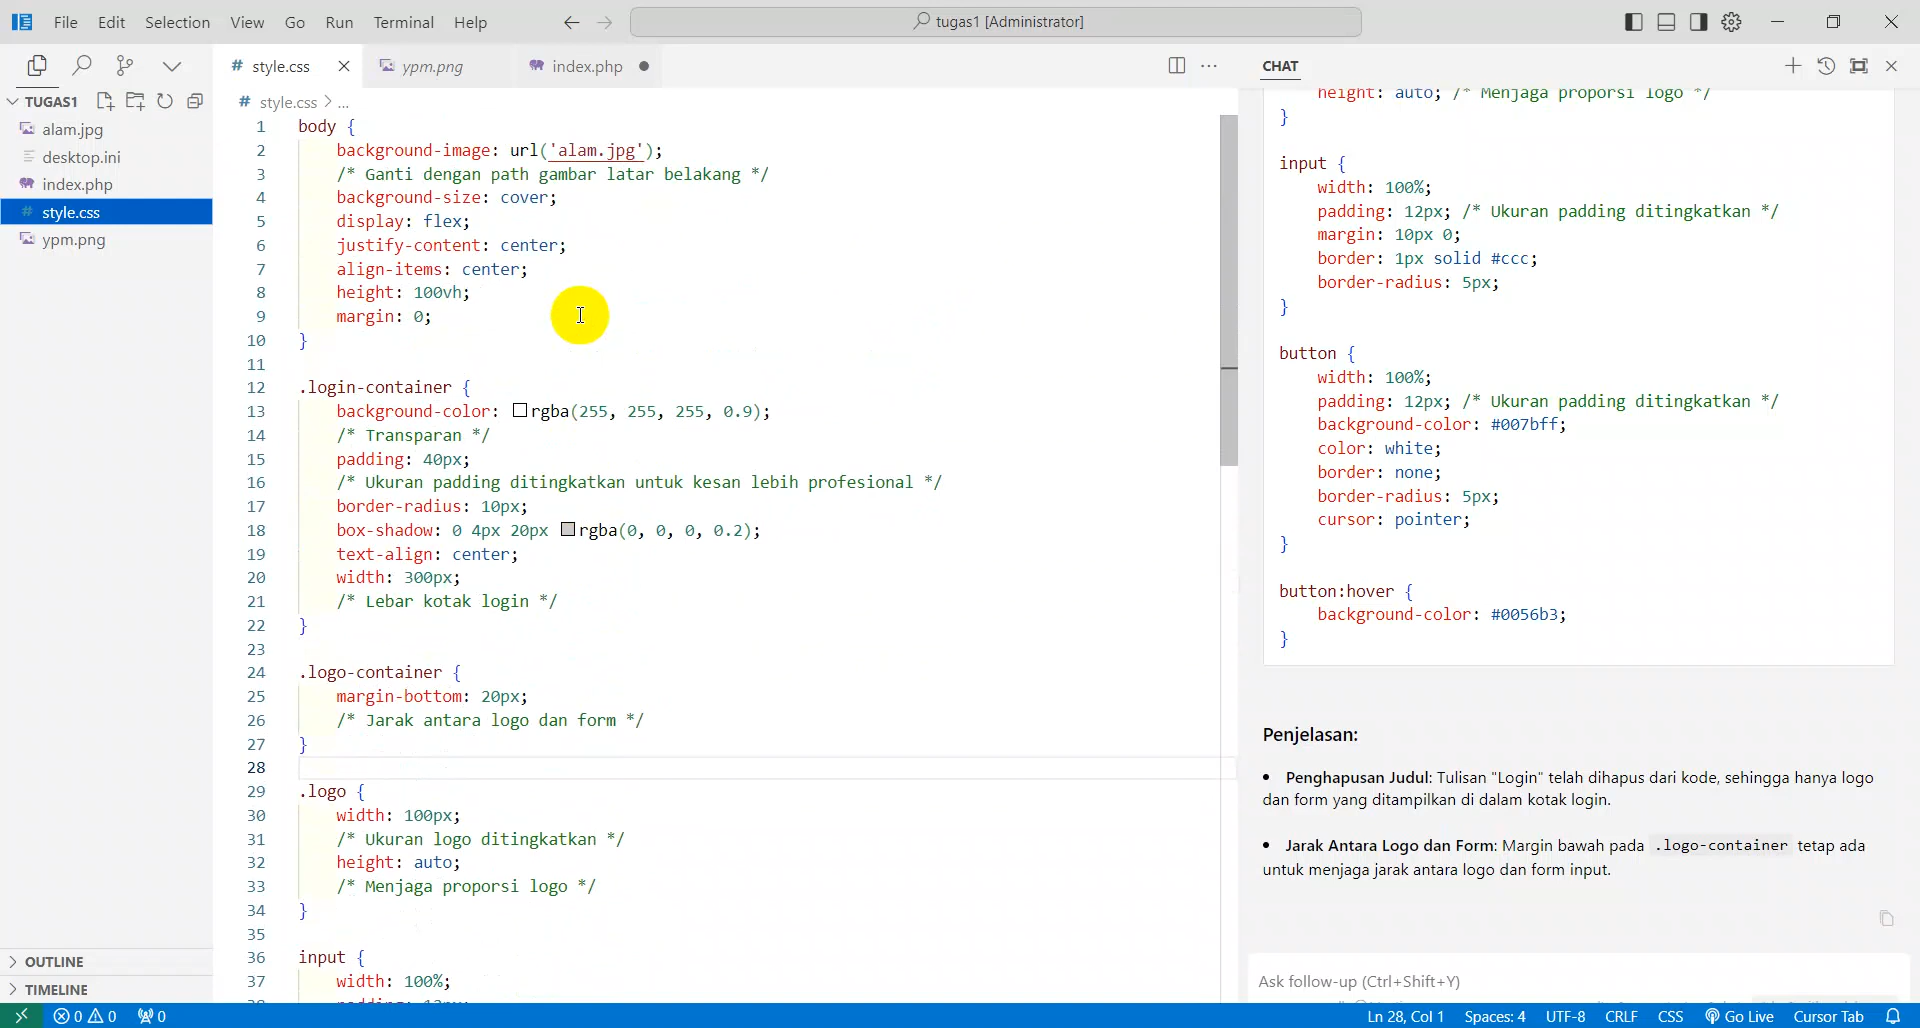 File Edit Selection View Go Run Terminal Help
tugas1 [Administrator]
TUGAS1
alam.jpg
desktop.ini
index.php
style.css
ypm.png
OUTLINE
TIMELINE
# style.css
ypm.png
index.php
# style.css > ...
1 body {
2 background-image: url('alam.jpg');
3 /* Ganti dengan path gambar latar belakang */
4 background-size: cover;
5 display: flex;
6 justify-content: center;
7 align-items: center;
8 height: 100vh;
9 margin: 0;
10 }
11
12 .login-container {
13 background-color: rgba(255, 255, 255, 0.9);
14 /* Transparan */
15 padding: 40px;
16 /* Ukuran padding ditingkatkan untuk kesan lebih profesional */
17 border-radius: 10px;
18 box-shadow: 0 4px 20px rgba(0, 0, 0, 0.2);
19 text-align: center;
20 width: 300px;
21 /* Lebar kotak login */
22 }
23
24 .logo-container {
25 margin-bottom: 20px;
26 /* Jarak antara logo dan form */
27 }
28
29 .logo {
30 width: 100px;
31 /* Ukuran logo ditingkatkan */
32 height: auto;
33 /* Menjaga proporsi logo */
34 }
35
36 input {
37 width: 100%;
CHAT
height: auto; /* Menjaga proporsi logo */
}
input {
width: 100%;
padding: 12px; /* Ukuran padding ditingkatkan */
margin: 10px 0;
border: 1px solid #ccc;
border-radius: 5px;
}
button {
width: 100%;
padding: 12px; /* Ukuran padding ditingkatkan */
background-color: #007bff;
color: white;
border: none;
border-radius: 5px;
cursor: pointer;
}
button:hover {
background-color: #0056b3;
}
Penjelasan:
• Penghapusan Judul: Tulisan "Login" telah dihapus dari kode, sehingga hanya logo
dan form yang ditampilkan di dalam kotak login.
• Jarak Antara Logo dan Form: Margin bawah pada .logo-container tetap ada
untuk menjaga jarak antara logo dan form input.
Ask follow-up (Ctrl+Shift+Y)
0 0 0
Ln 28, Col 1 Spaces: 4 UTF-8 CRLF CSS Go Live Cursor Tab